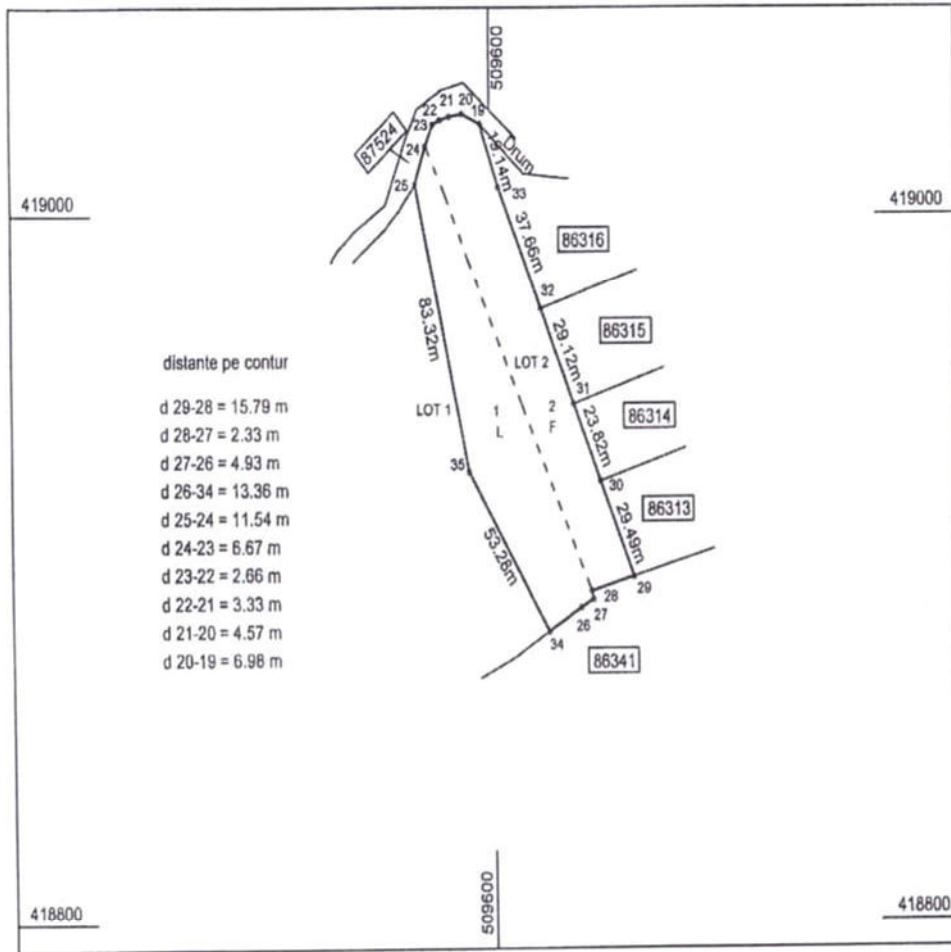 509600
20
21
22
19
23
Drum
87524
24
19.14m
25
33
419000
419000
37.66m
86316
32
83.32m
29.12m
86315
distante pe contur
LOT 2
31
d 29-28 = 15.79 m
LOT 1
1
2
23.82m
86314
L
F
d 28-27 = 2.33 m
d 27-26 = 4.93 m
35
30
d 26-34 = 13.36 m
29.49m
86313
d 25-24 = 11.54 m
53.28m
d 24-23 = 6.67 m
29
d 23-22 = 2.66 m
28
d 22-21 = 3.33 m
27
26
d 21-20 = 4.57 m
34
d 20-19 = 6.98 m
86341
509600
418800
418800